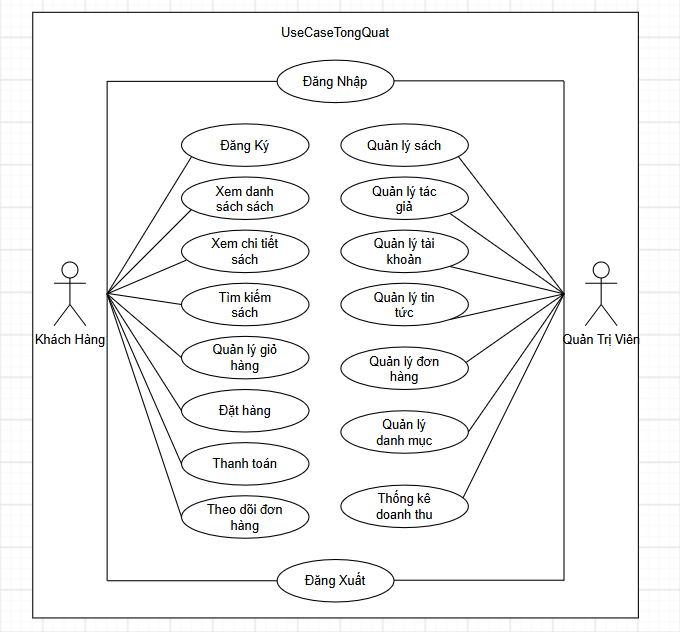 UseCaseTongQuat
Đăng Nhập
Đăng Ký
Xem danh
sách sách
Xem chi tiết
sách
Tìm kiếm
sách
Quản lý giỏ
hàng
Đặt hàng
Thanh toán
Theo dõi đơn
hàng
Quản lý sách
Quản lý tác
giả
Quản lý tài
khoản
Quản lý tin
tức
Quản lý đơn
hàng
Quản lý
danh mục
Thống kê
doanh thu
Khách Hàng
Quản Trị Viên
Đăng Xuất